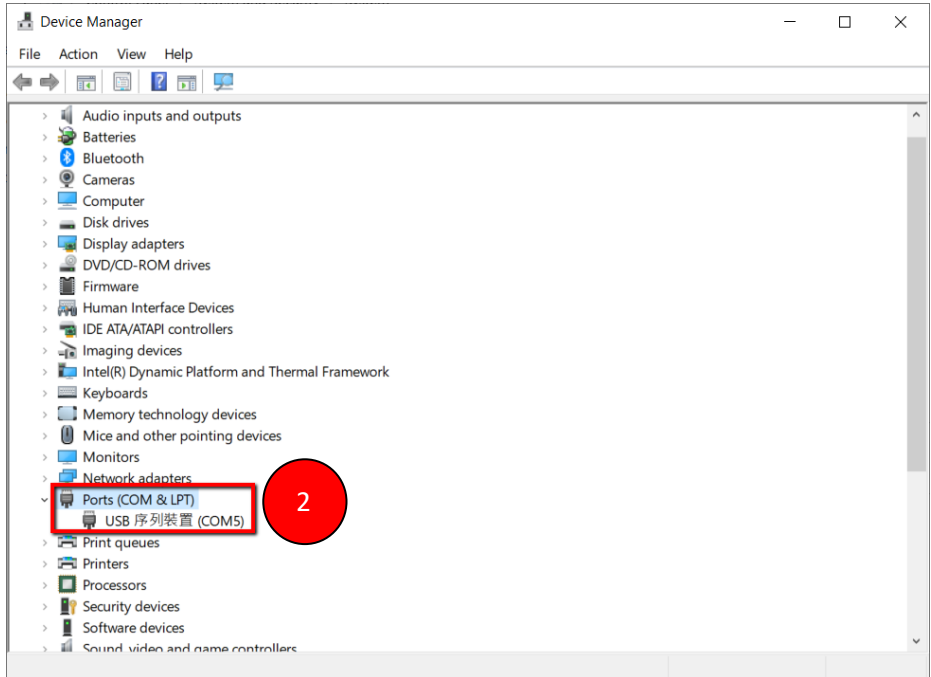 Device Manager
File Action View Help
Audio inputs and outputs
Batteries
Bluetooth
Cameras
Computer
Disk drives
Display adapters
DVD/CD-ROM drives
Firmware
Human Interface Devices
IDE ATA/ATAPI controllers
Imaging devices
Intel(R) Dynamic Platform and Thermal Framework
Keyboards
Memory technology devices
Mice and other pointing devices
Monitors
Network adapters
Ports (COM & LPT)
2
USB 序列裝置 (COM5)
Print queues
Printers
Processors
Security devices
Software devices
Sound, video and game controllers